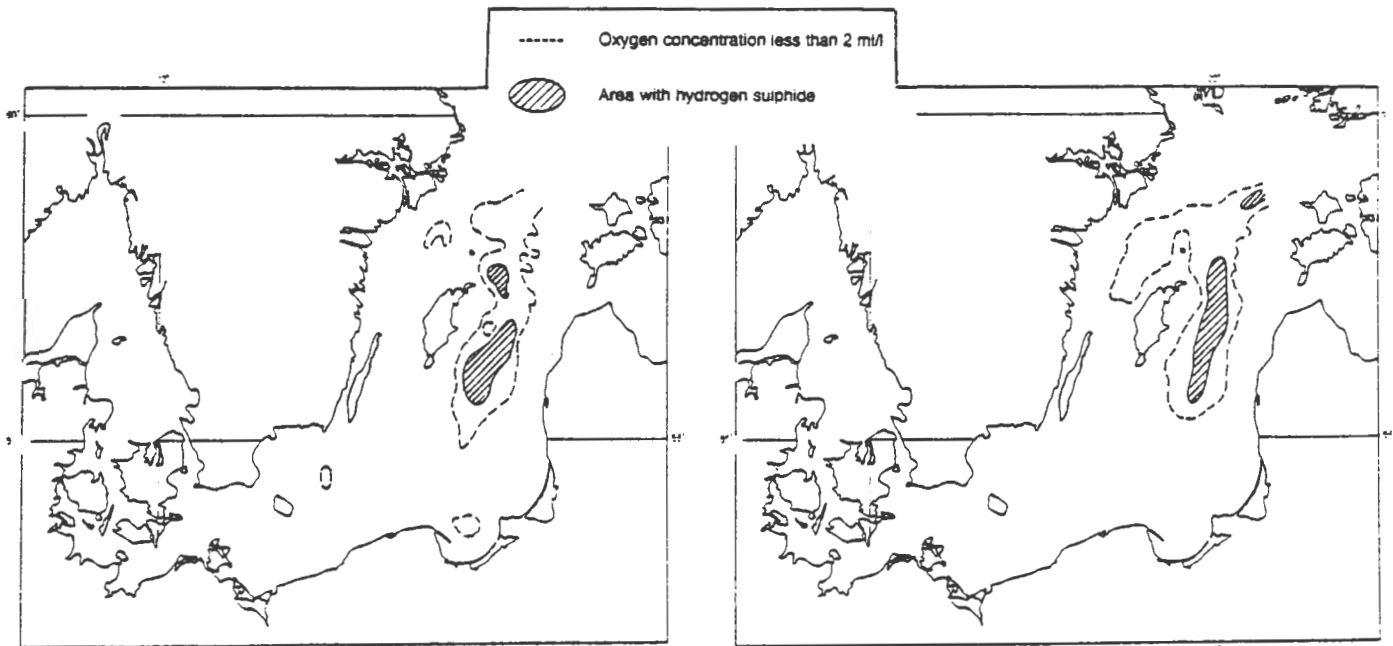 Oxygen concentration less than 2 ml/l
Area with hydrogen sulphide